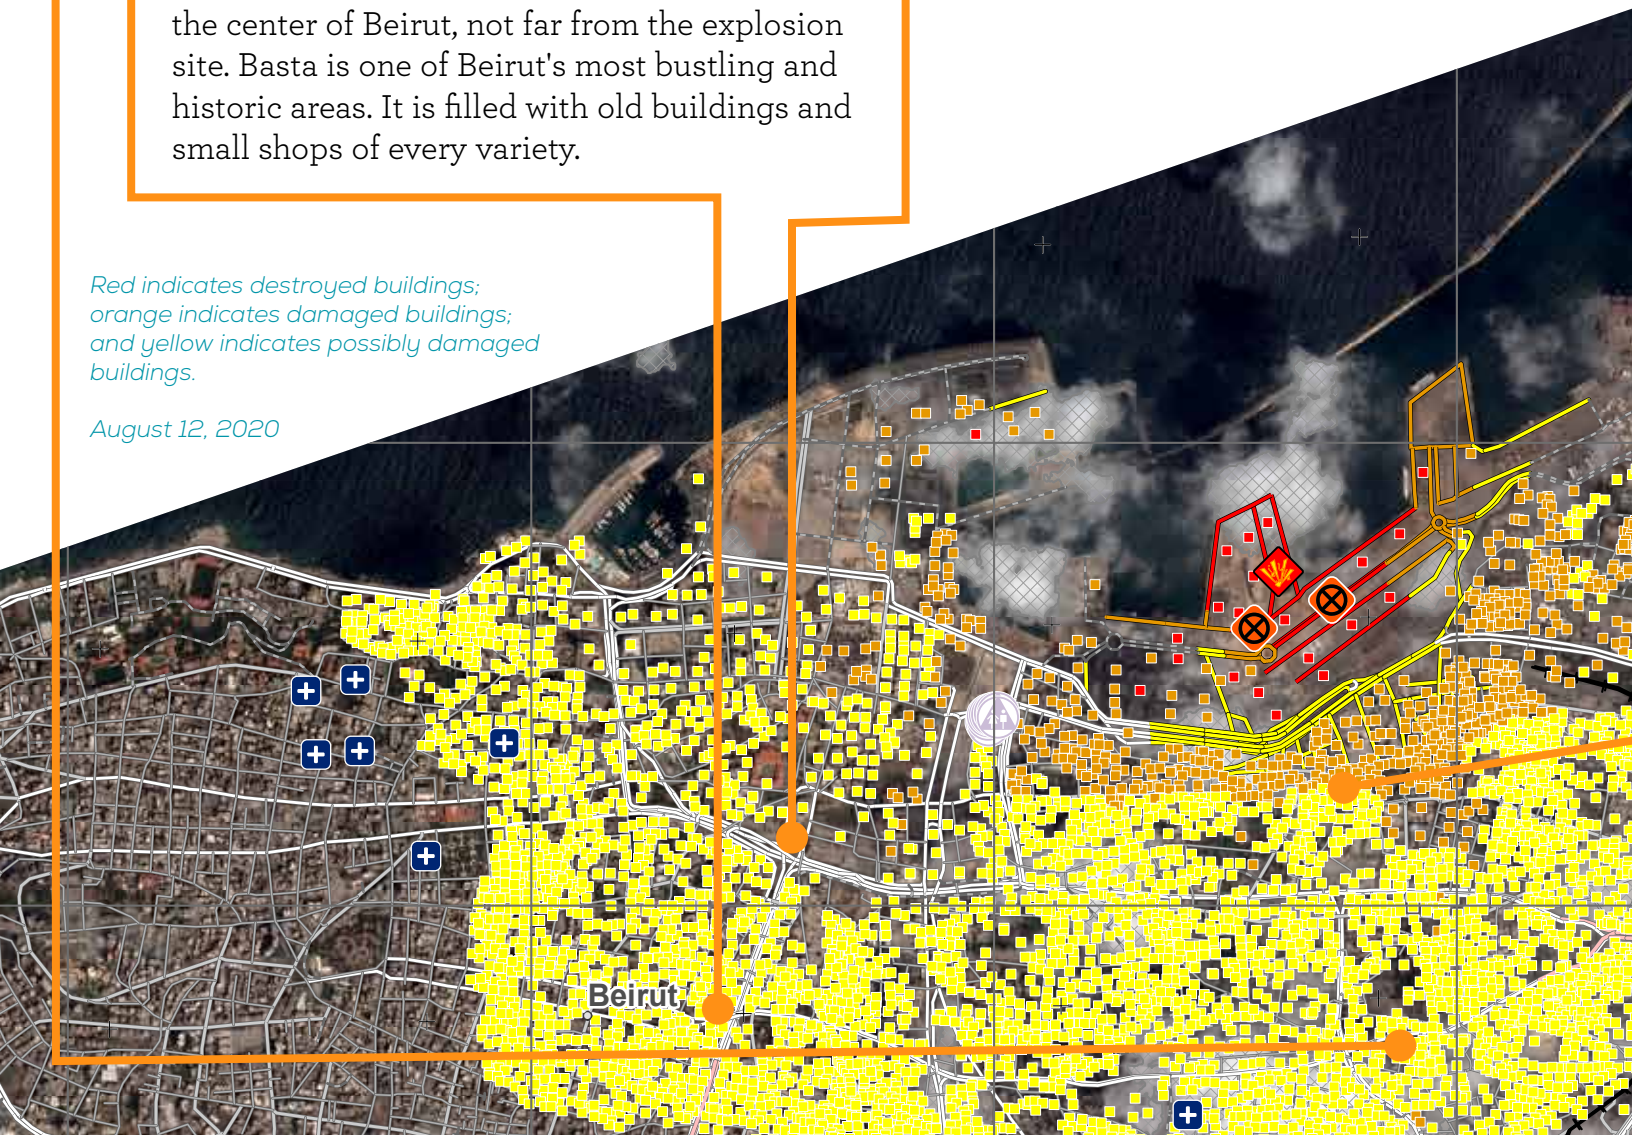 the center of Beirut, not far from the explosion
site. Basta is one of Beirut's most bustling and
historic areas. It is filled with old buildings and
small shops of every variety.
Red indicates destroyed buildings;
orange indicates damaged buildings;
and yellow indicates possibly damaged
buildings.
August 12, 2020
Beirut